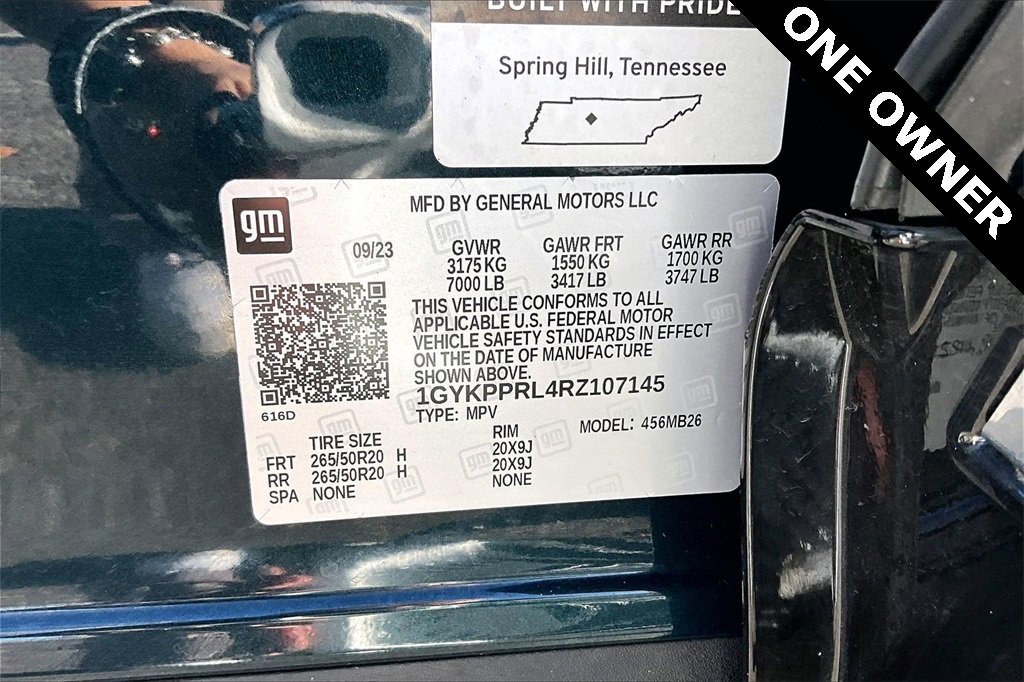 BUILT WITH PRIDE
Spring Hill, Tennessee
ONE OWNER
gm
MFD BY GENERAL MOTORS LLC
09/23
GVWR GAWR FRT GAWR RR
3175 KG 1550 KG 1700 KG
7000 LB 3417 LB 3747 LB
THIS VEHICLE CONFORMS TO ALL
APPLICABLE U.S. FEDERAL MOTOR
VEHICLE SAFETY STANDARDS IN EFFECT
ON THE DATE OF MANUFACTURE
SHOWN ABOVE.
1GYKPPRL4RZ107145
616D
TYPE: MPV MODEL: 456MB26
TIRE SIZE RIM
FRT 265/50R20 H 20X9J
RR 265/50R20 H 20X9J
SPA NONE NONE